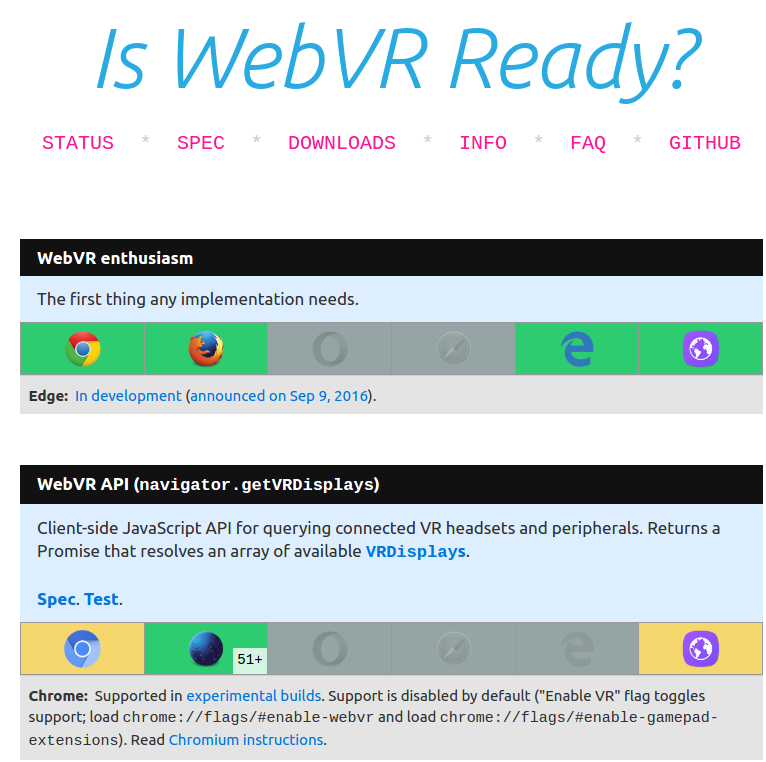 Is WebVR Ready?
STATUS * SPEC * DOWNLOADS * INFO * FAQ * GITHUB
WebVR enthusiasm
The first thing any implementation needs.
Edge: In development (announced on Sep 9, 2016).
WebVR API (navigator.getVRDisplays)
Client-side JavaScript API for querying connected VR headsets and peripherals. Returns a
Promise that resolves an array of available VRDisplays.
Spec. Test.
51+
Chrome: Supported in experimental builds. Support is disabled by default ("Enable VR" flag toggles
support; load chrome://flags/#enable-webvr and load chrome://flags/#enable-gamepad-
extensions). Read Chromium instructions.